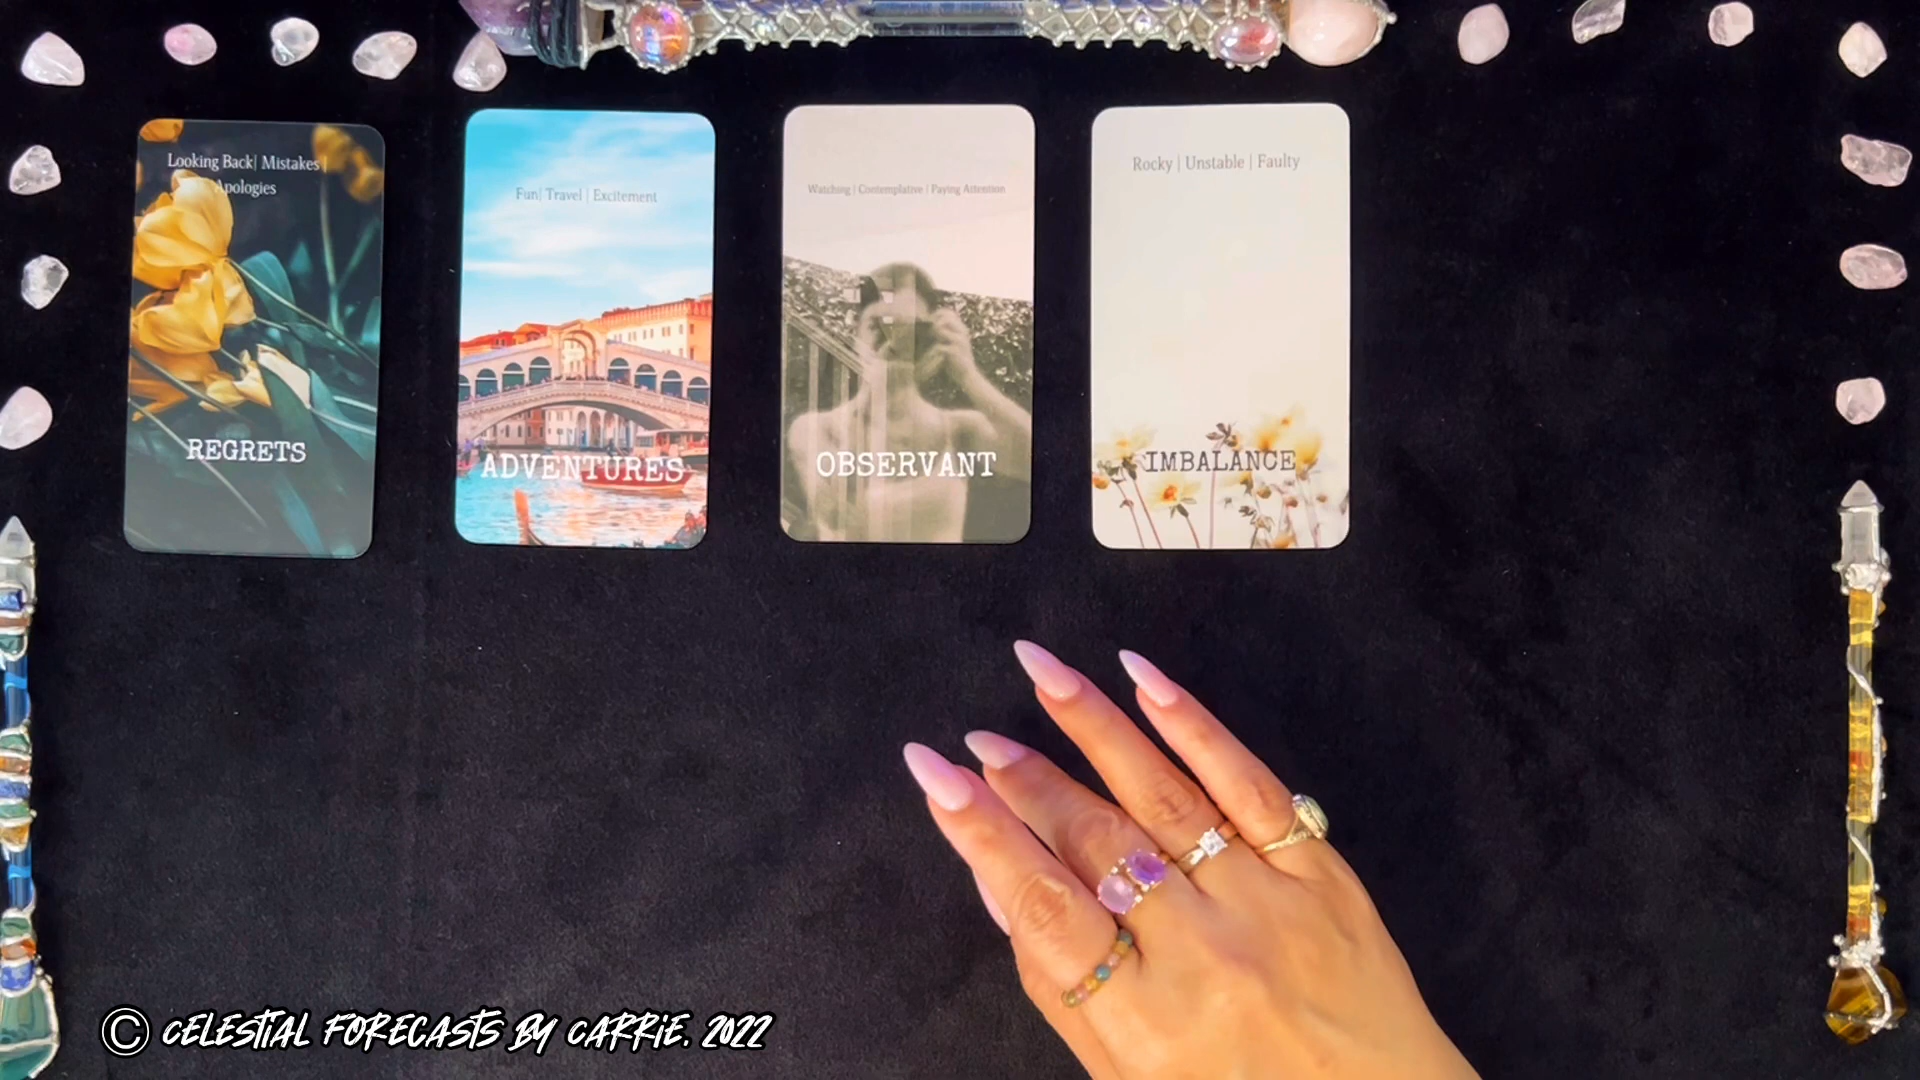 Looking Back| Mistakes |
Apologies
REGRETS
Fun| Travel | Excitement
ADVENTURES
Watching | Contemplative | Paying Attention
OBSERVANT
Rocky | Unstable | Faulty
IMBALANCE
© CELESTIAL FORECASTS BY CARRIE. 2022